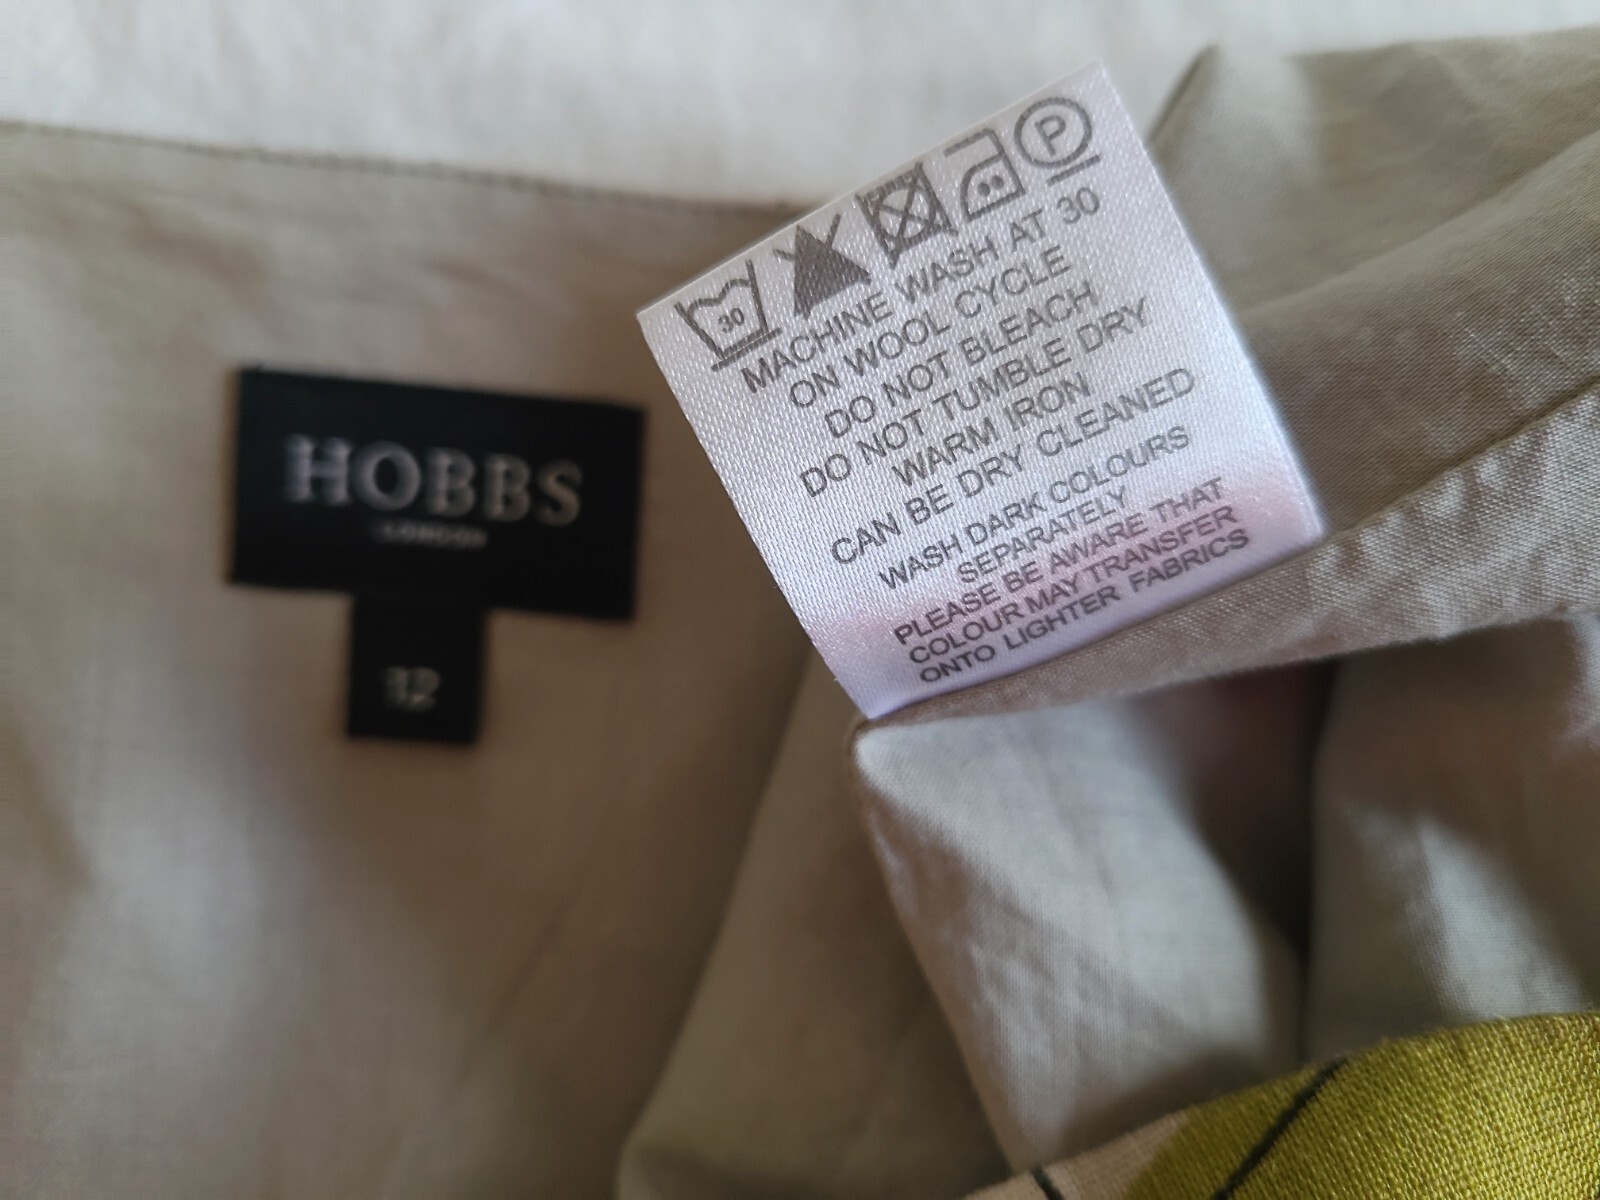 HOBBS
LONDON
12
30
P
MACHINE WASH AT 30
ON WOOL CYCLE
DO NOT BLEACH
DO NOT TUMBLE DRY
WARM IRON
CAN BE DRY CLEANED
WASH DARK COLOURS
SEPARATELY
PLEASE BE AWARE THAT
COLOUR MAY TRANSFER
ONTO LIGHTER FABRICS